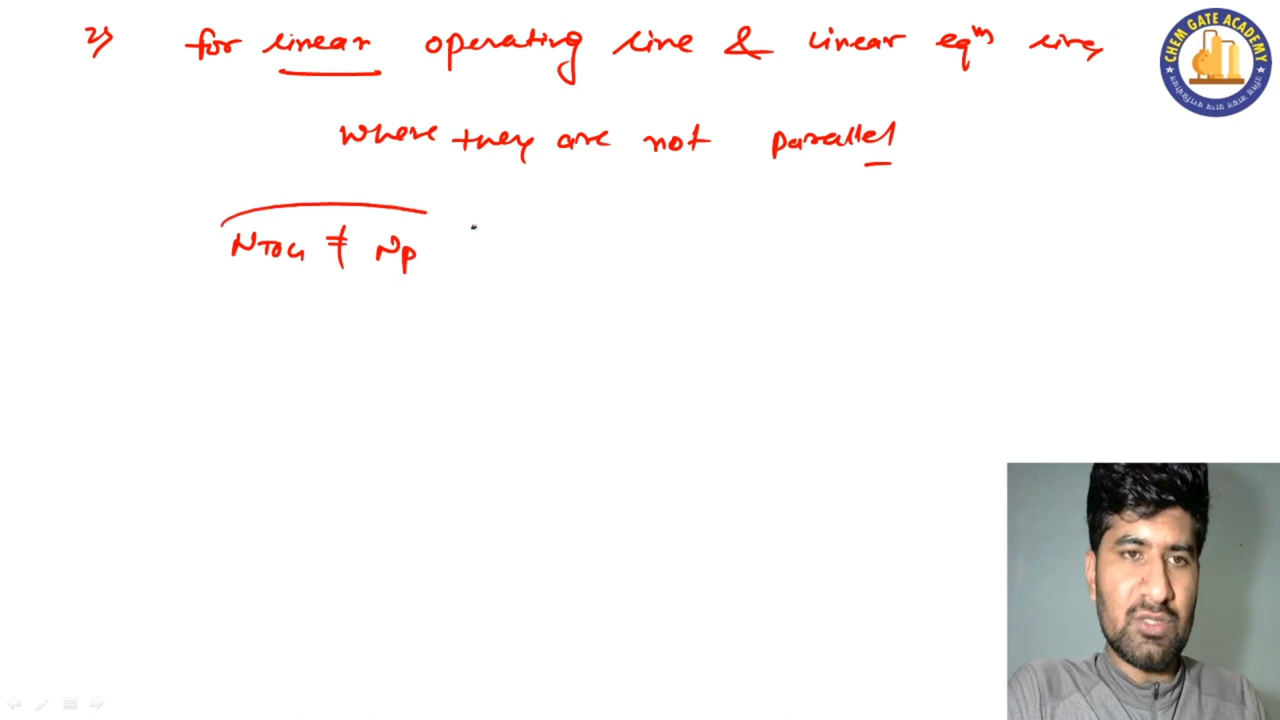 2) for linear operating line & linear eqm line,
where they are not parallel
NTOG ≠ NP
CHEM GATE ACADEMY